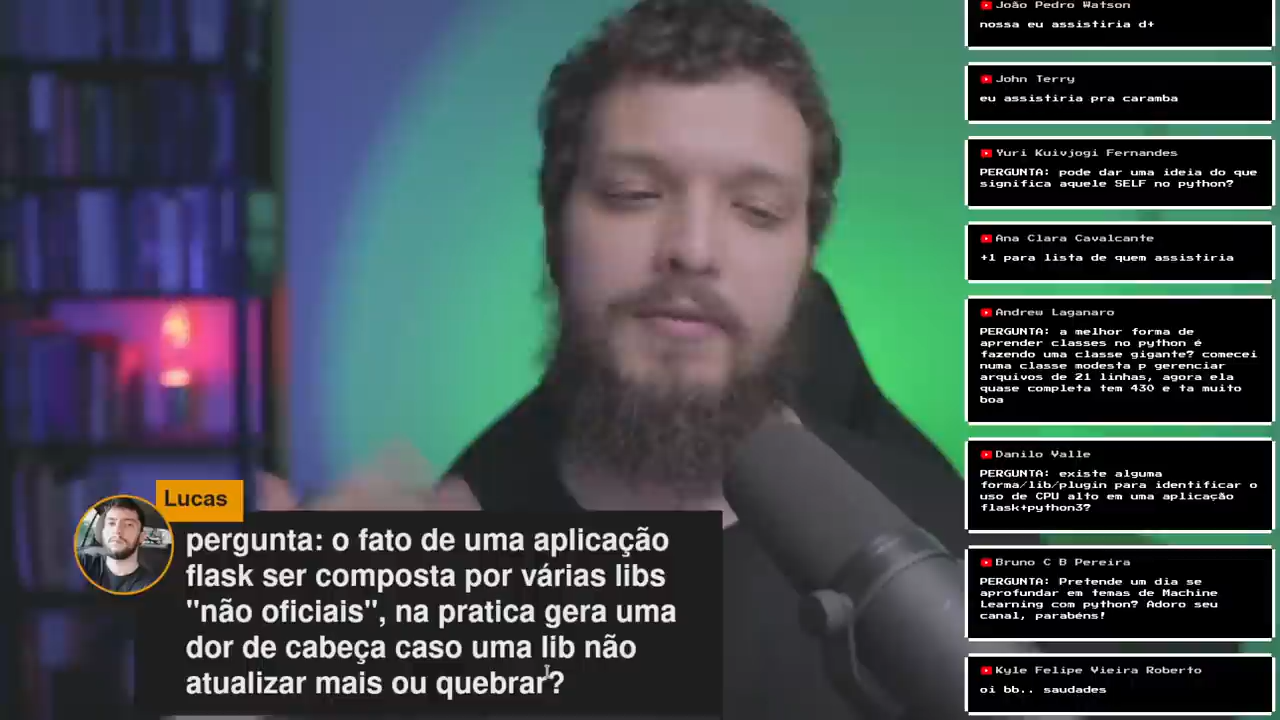 Lucas
pergunta: o fato de uma aplicação
flask ser composta por várias libs
"não oficiais", na pratica gera uma
dor de cabeça caso uma lib não
atualizar mais ou quebrar?
João Pedro Watson
nossa eu assistiria d+
John Terry
eu assistiria pra caramba
Yuri Kuivjogi Fernandes
PERGUNTA: pode dar uma ideia do que
significa aquele SELF no python?
Ana Clara Cavalcante
+1 para lista de quem assistiria
Andrew Laganaro
PERGUNTA: a melhor forma de
aprender classes no python é
fazendo uma classe gigante? comecei
numa classe modesta p gerenciar
arquivos de 21 linhas, agora ela
quase completa tem 430 e ta muito
boa
Danilo Valle
PERGUNTA: existe alguma
forma/lib/plugin para identificar o
uso de CPU alto em uma aplicação
flask+python3?
Bruno C B Pereira
PERGUNTA: Pretende um dia se
aprofundar em temas de Machine
Learning com python? Adoro seu
canal, parabéns!
Kyle Felipe Vieira Roberto
oi bb.. saudades